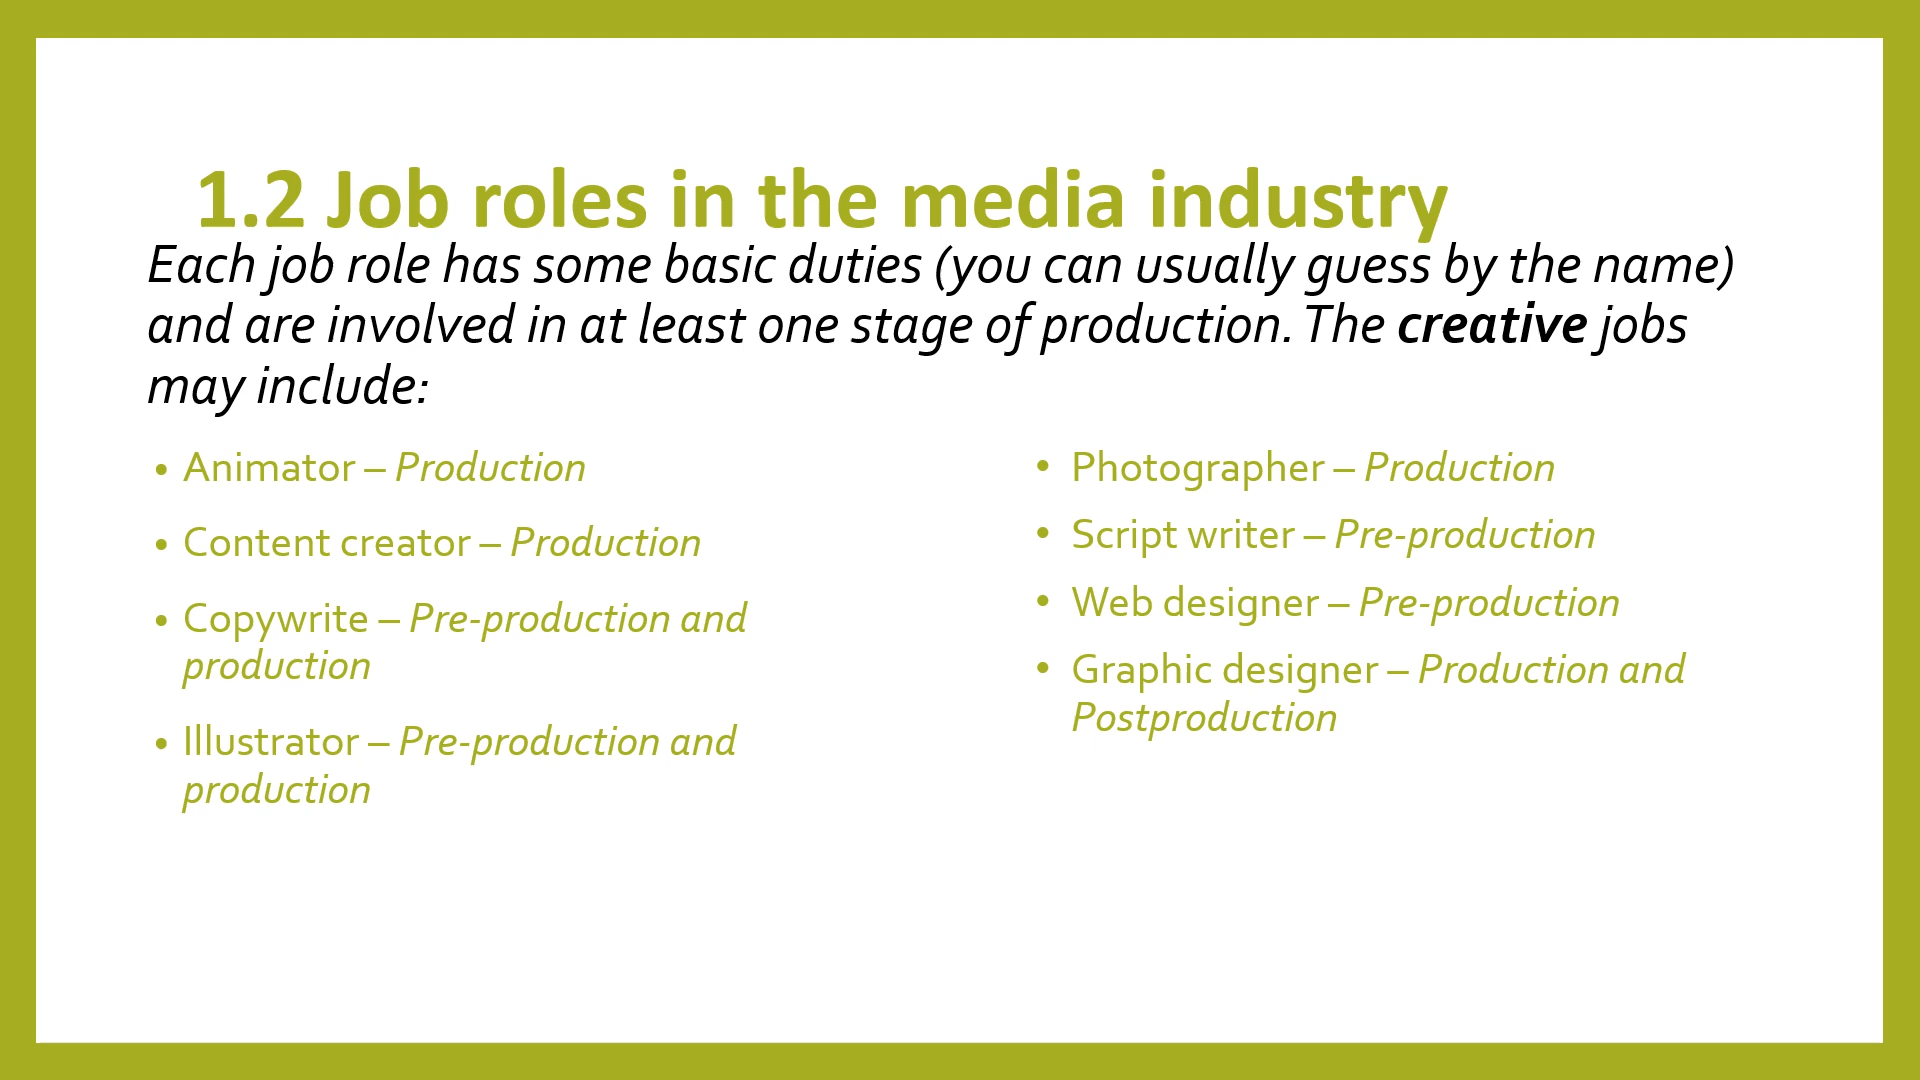 1.2 Job roles in the media industry
Each job role has some basic duties (you can usually guess by the name)
and are involved in at least one stage of production. The creative jobs
may include:
• Animator – Production
• Content creator – Production
• Copywrite – Pre-production and
production
• Illustrator – Pre-production and
production
• Photographer – Production
• Script writer – Pre-production
• Web designer – Pre-production
• Graphic designer – Production and
Postproduction